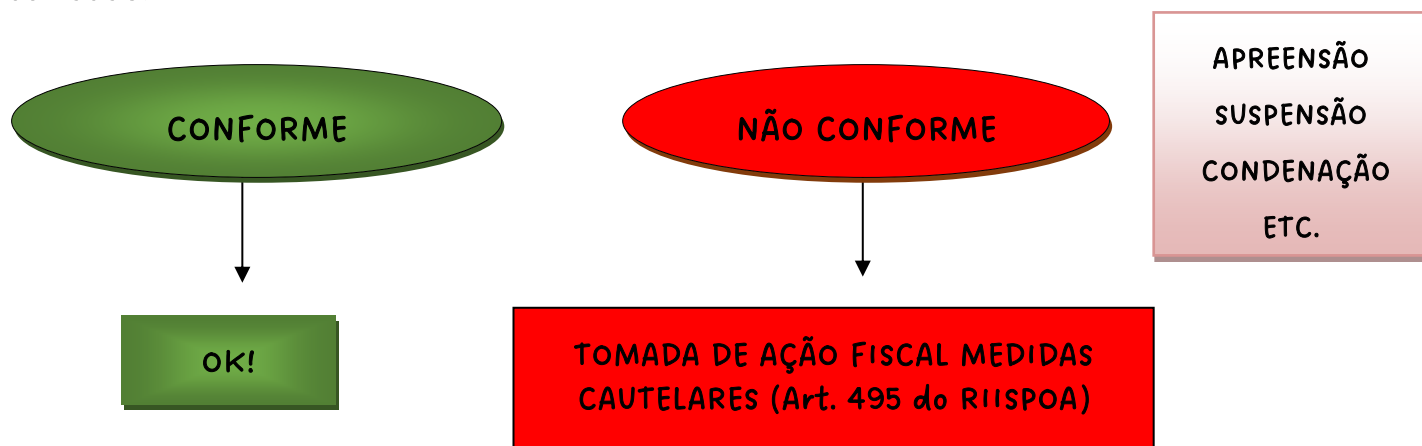 CONFORME
NÃO CONFORME
APREENSÃO
SUSPENSÃO
CONDENAÇÃO
ETC.
OK!
TOMADA DE AÇÃO FISCAL MEDIDAS
CAUTELARES (Art. 495 do RIISPOA)